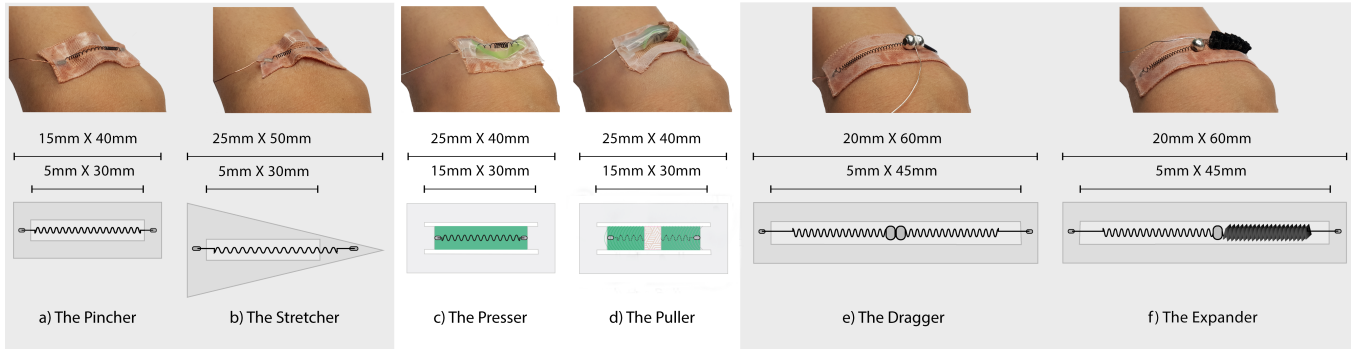 15mm X 40mm
5mm X 30mm
a) The Pincher
25mm X 50mm
5mm X 30mm
b) The Stretcher
25mm X 40mm
15mm X 30mm
c) The Presser
25mm X 40mm
15mm X 30mm
d) The Puller
20mm X 60mm
5mm X 45mm
e) The Dragger
20mm X 60mm
5mm X 45mm
f) The Expander